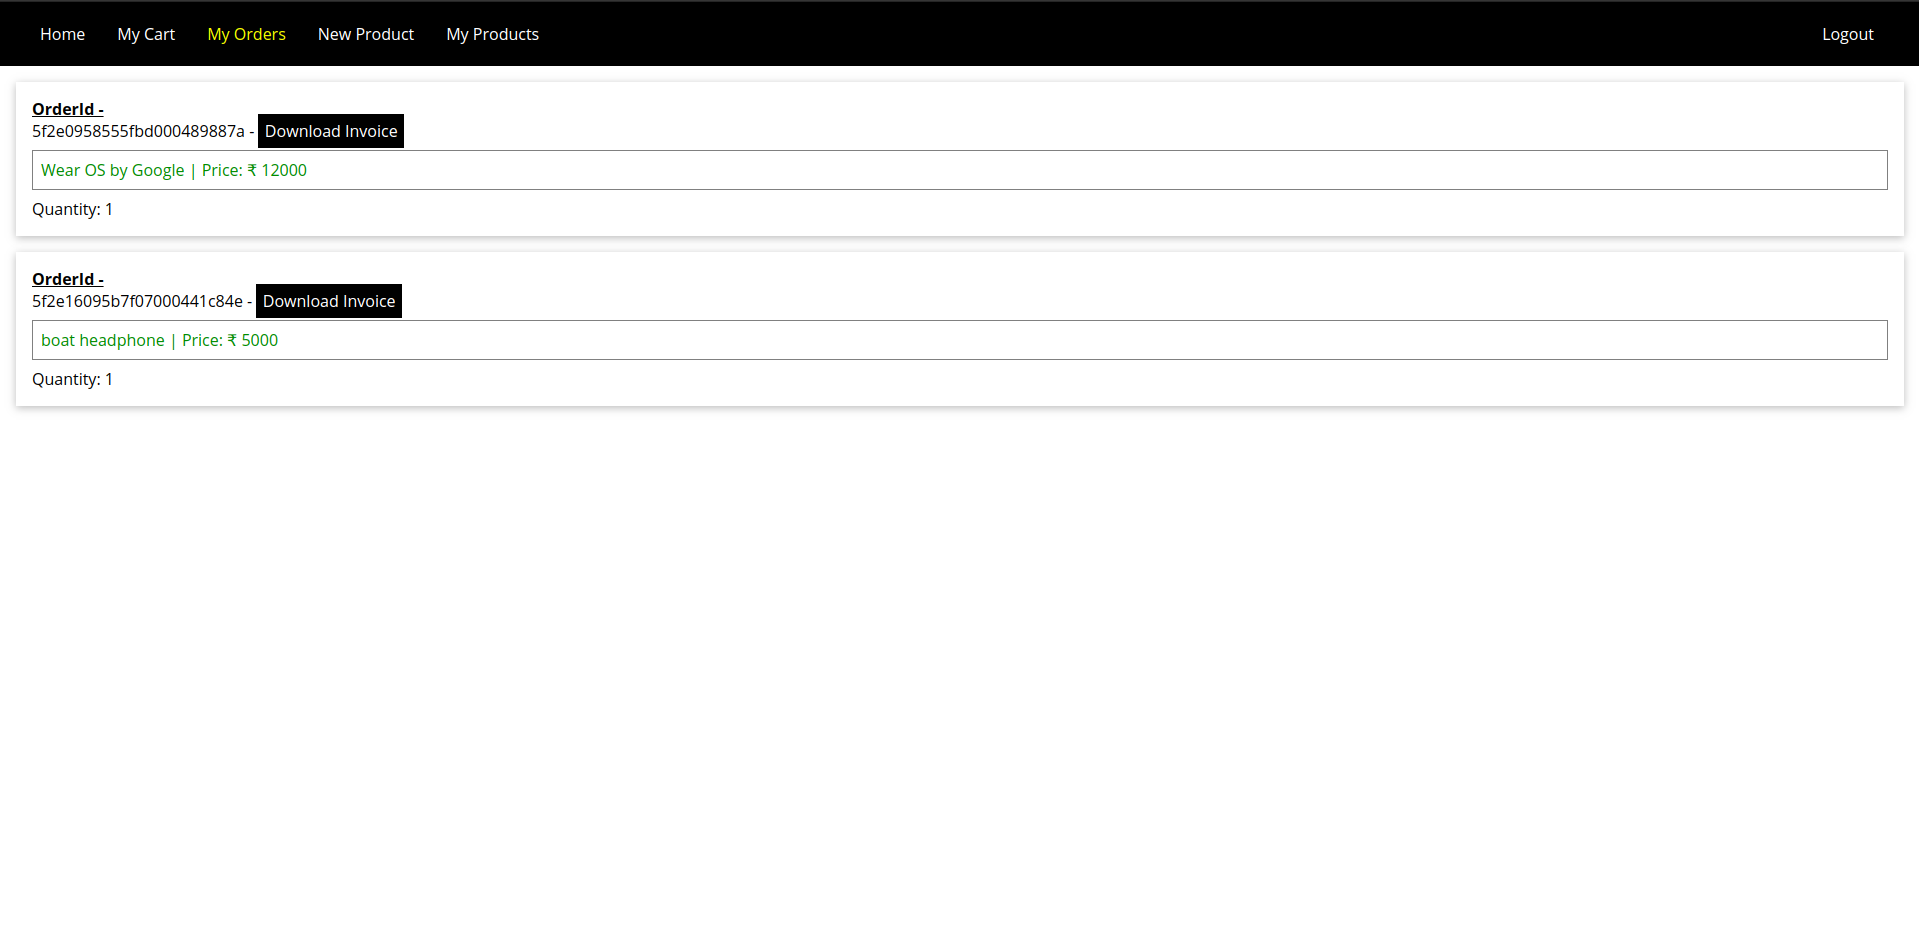 Home My Cart My Orders New Product My Products Logout
OrderId -
5f2e0958555fbd000489887a - Download Invoice
Wear OS by Google | Price: ₹ 12000
Quantity: 1
OrderId -
5f2e16095b7f07000441c84e - Download Invoice
boat headphone | Price: ₹ 5000
Quantity: 1